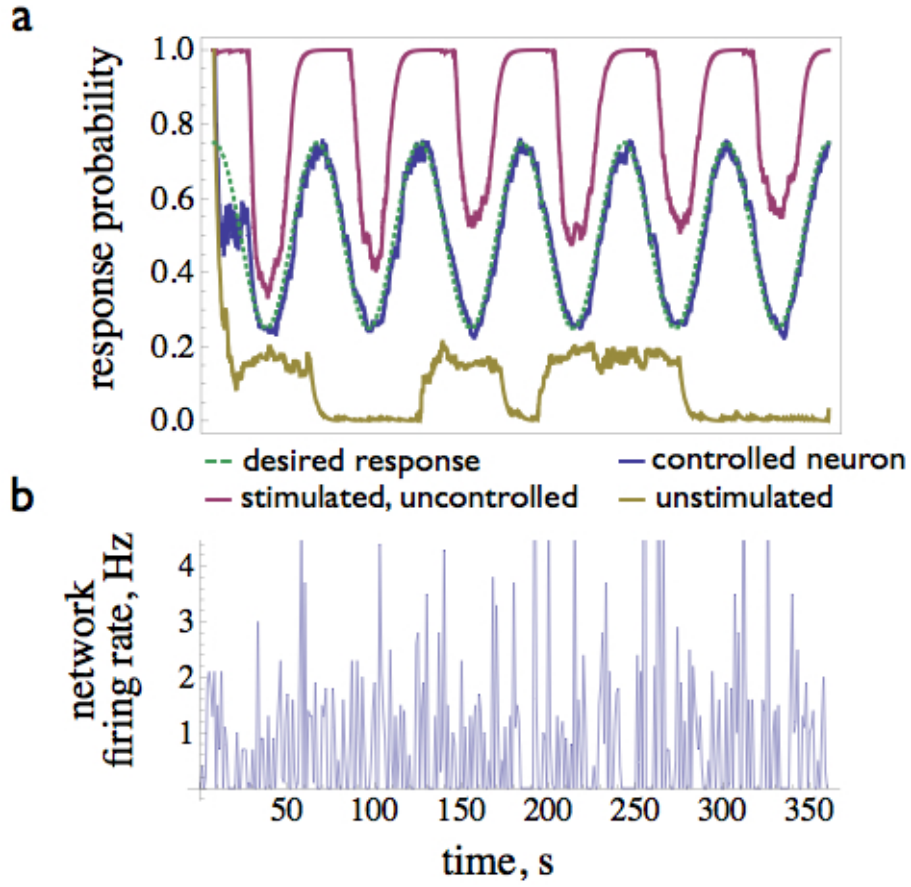 a
response probability
1.0
0.8
0.6
0.4
0.2
0.0
desired response
controlled neuron
stimulated, uncontrolled
unstimulated
b
network
firing rate, Hz
4
3
2
1
50 100 150 200 250 300 350
time, s